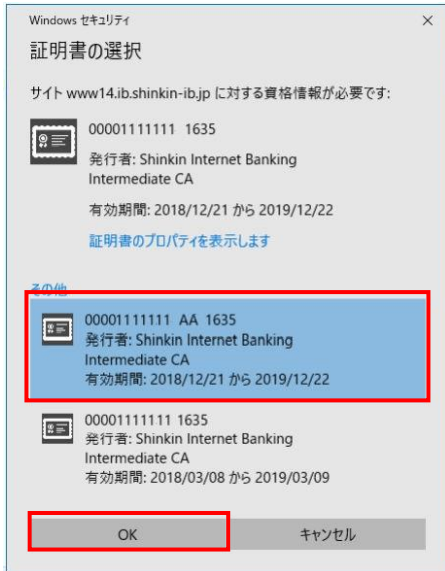 Windows セキュリティ
証明書の選択
サイト www14.ib.shinkin-ib.jp に対する資格情報が必要です:
00001111111 1635
発行者: Shinkin Internet Banking
Intermediate CA
有効期間: 2018/12/21 から 2019/12/22
証明書のプロパティを表示します
その他
00001111111 AA 1635
発行者: Shinkin Internet Banking
Intermediate CA
有効期間: 2018/12/21 から 2019/12/22
00001111111 1635
発行者: Shinkin Internet Banking
Intermediate CA
有効期間: 2018/03/08 から 2019/03/09
OK
キャンセル